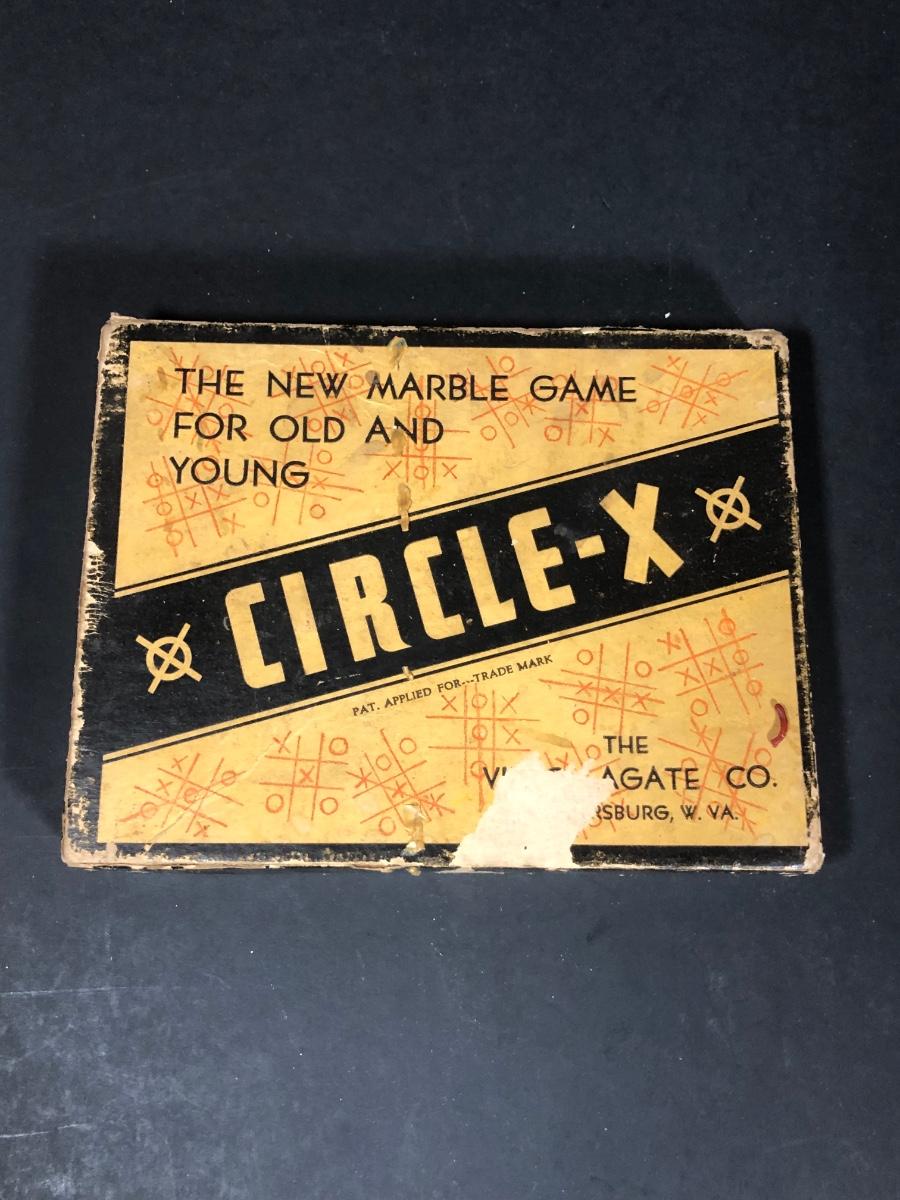 THE NEW MARBLE GAME
FOR OLD AND
YOUNG
CIRCLE-X
PAT. APPLIED FOR---TRADE MARK
THE
AGATE CO.
W. VA.